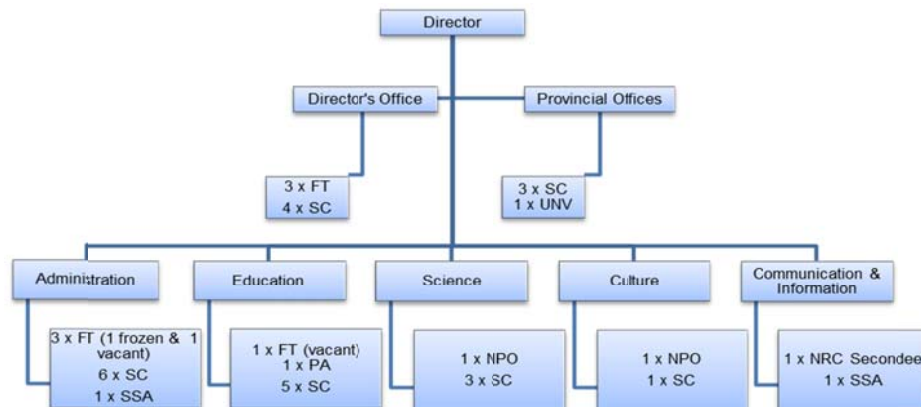 Director
Director's Office
Provincial Offices
3 x FT
4 x SC
3 x SC
1 x UNV
Administration
Education
Science
Culture
Communication &
Information
3 x FT (1 frozen & 1
vacant)
6 x SC
1 x SSA
1 x FT (vacant)
1 x PA
5 x SC
1 x NPO
3 x SC
1 x NPO
1 x SC
1 x NRC Secondee
1 x SSA